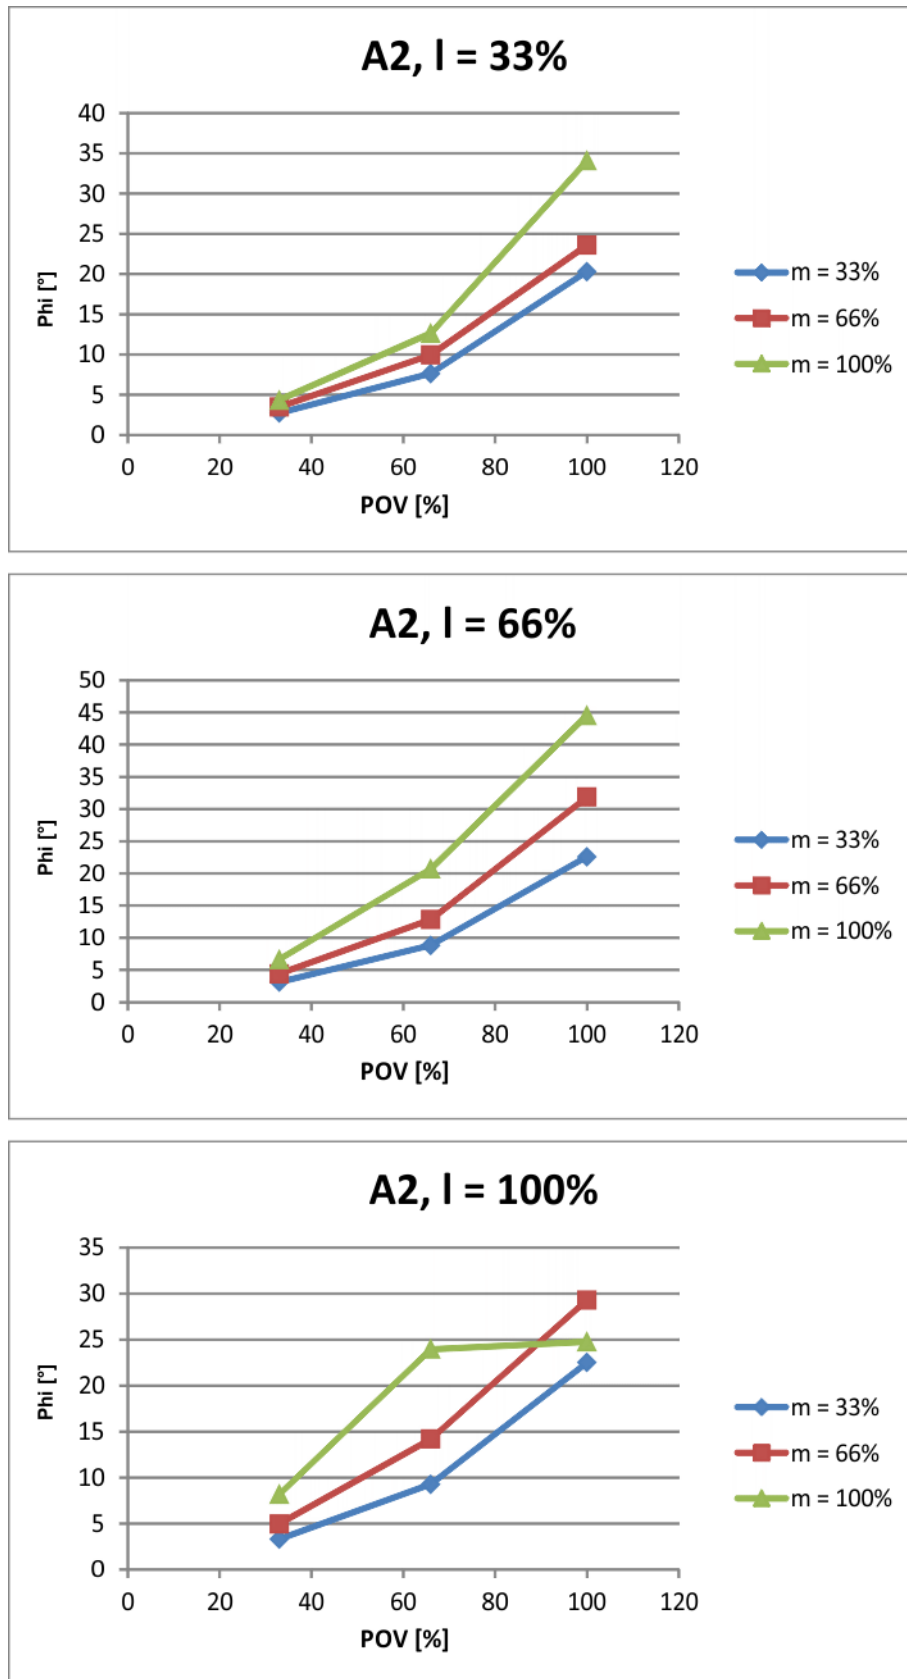 A2, l = 33%
40
35
30
25
20
15
10
5
0
Phi [°]
0 20 40 60 80 100 120
POV [%]
m = 33%
m = 66%
m = 100%
A2, l = 66%
50
45
40
35
30
25
20
15
10
5
0
Phi [°]
0 20 40 60 80 100 120
POV [%]
m = 33%
m = 66%
m = 100%
A2, l = 100%
35
30
25
20
15
10
5
0
Phi [°]
0 20 40 60 80 100 120
POV [%]
m = 33%
m = 66%
m = 100%